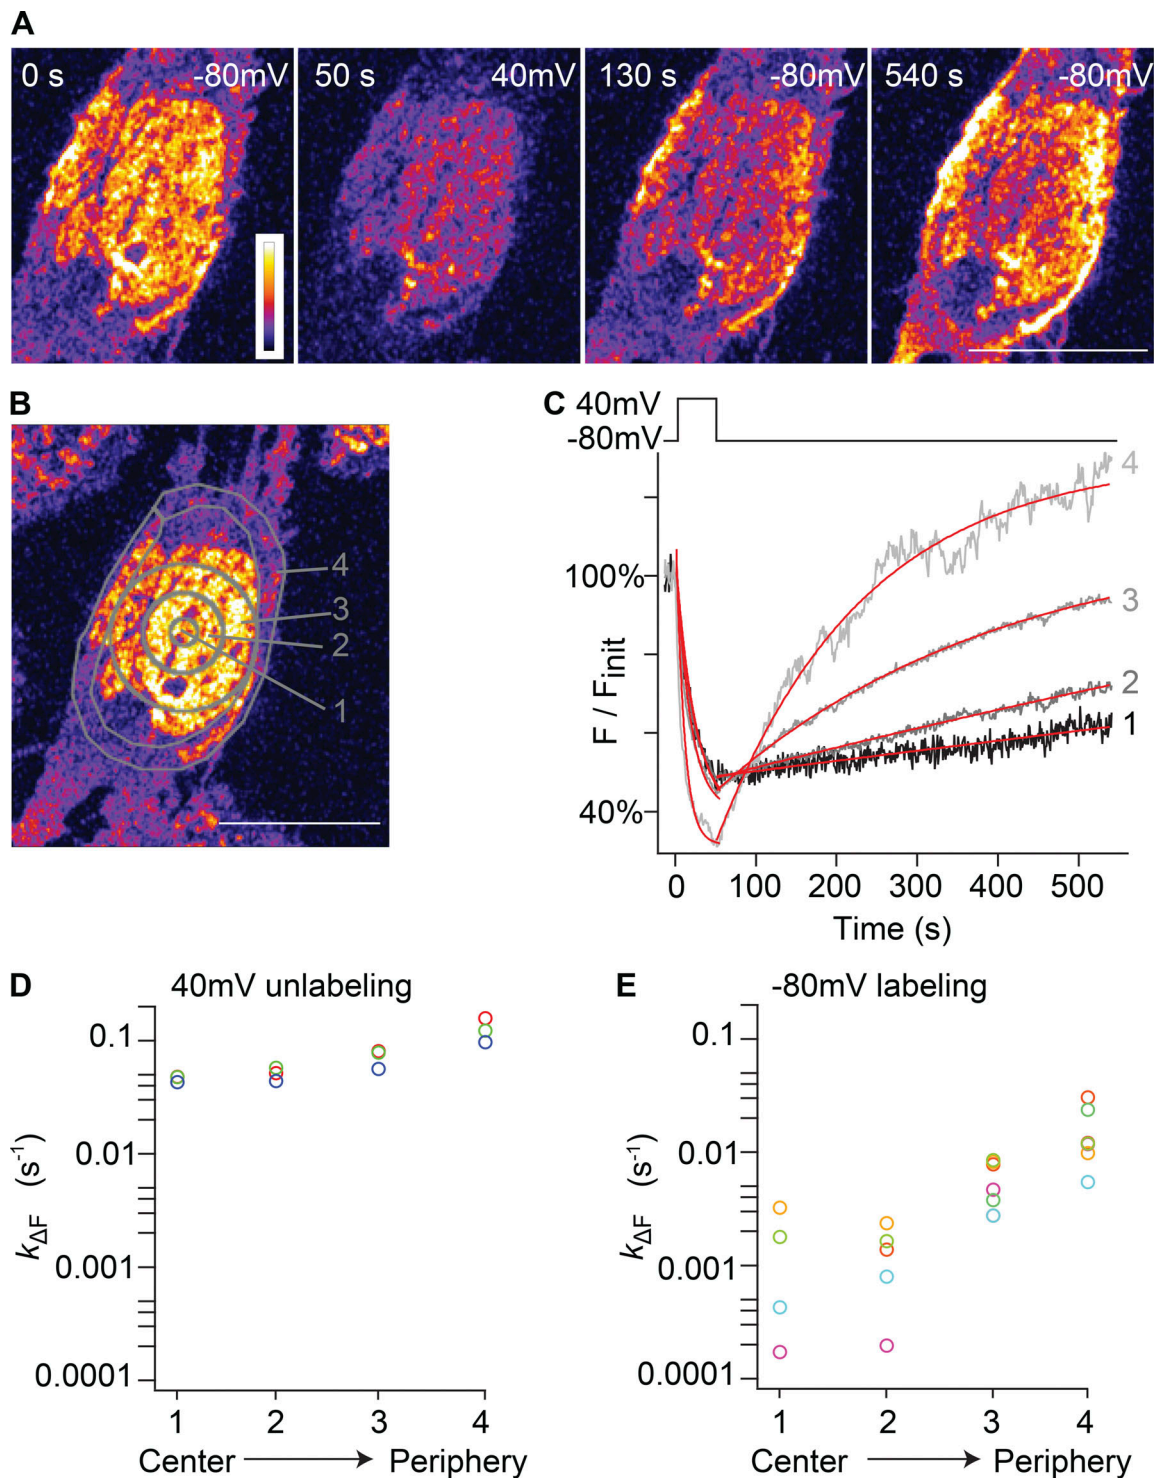 A
0 s -80mV 50 s 40mV 130 s -80mV 540 s -80mV
B
4
3
2
1
C 40mV
-80mV
4
100%
3
2
1
40%
F / Finit
0 100 200 300 400 500
Time (s)
D 40mV unlabeling
0.1
0.01
0.001
0.0001
kΔF (s-1)
1 2 3 4
Center Periphery
E -80mV labeling
0.1
0.01
0.001
0.0001
kΔF (s-1)
1 2 3 4
Center Periphery